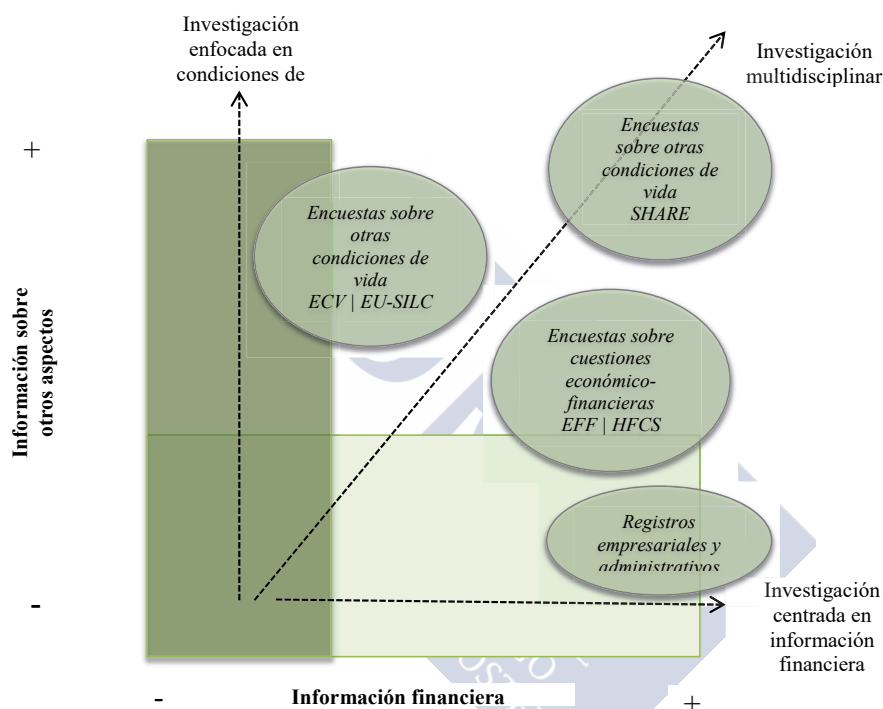 Investigación
enfocada en
condiciones de
Investigación
multidisciplinar
+
Encuestas
sobre otras
condiciones de
vida
SHARE
Encuestas sobre
otras
condiciones de
vida
ECV | EU-SILC
Información sobre
otros aspectos
Encuestas sobre
cuestiones
económico-
financieras
EFF | HFCS
Registros
empresariales y
administrativos
-
Investigación
centrada en
información
financiera
-
Información financiera
+